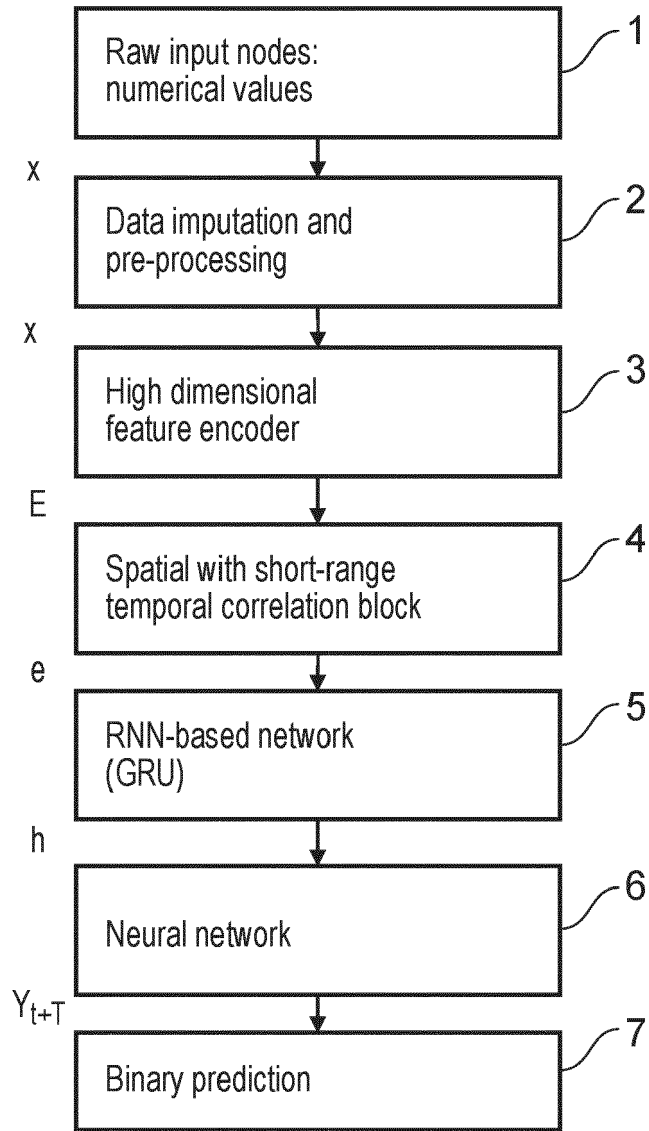 Raw input nodes:
numerical values
1
x
Data imputation and
pre-processing
2
x
High dimensional
feature encoder
3
E
Spatial with short-range
temporal correlation block
4
e
RNN-based network
(GRU)
5
h
Neural network
6
Yt+T
Binary prediction
7